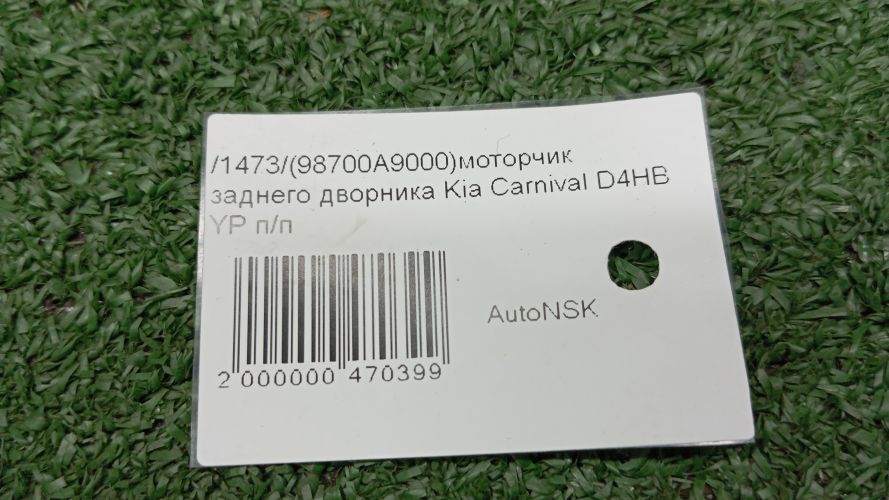 /1473/(98700A9000)моторчик
заднего дворника Kia Carnival D4HB
YP п/п
AutoNSK
2 000000 470399